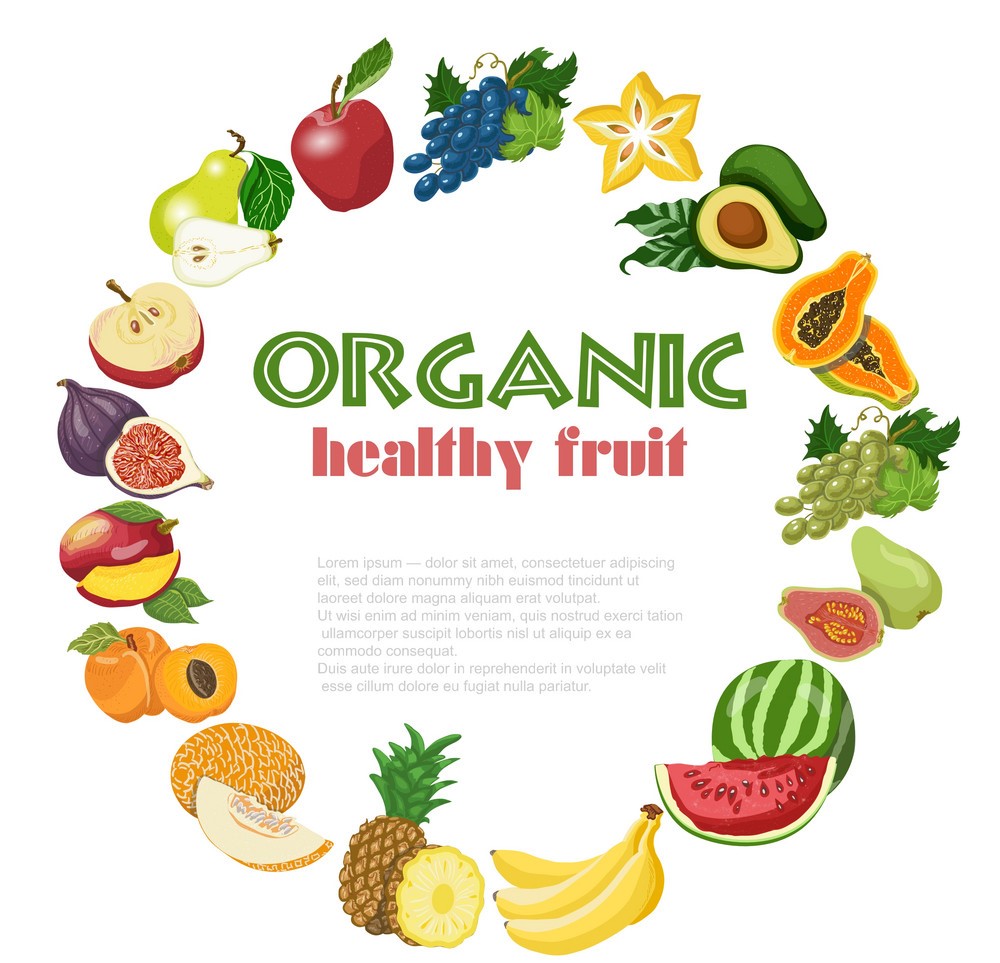 ORGANIC
healthy fruit
Lorem ipsum — dolor sit amet, consectetuer adipiscing
elit, sed diam nonummy nibh euismod tincidunt ut
laoreet dolore magna aliquam erat volutpat.
Ut wisi enim ad minim veniam, quis nostrud exerci tation
ullamcorper suscipit lobortis nisl ut aliquip ex ea
commodo consequat.
Duis aute irure dolor in reprehenderit in voluptate velit
esse cillum dolore eu fugiat nulla pariatur.